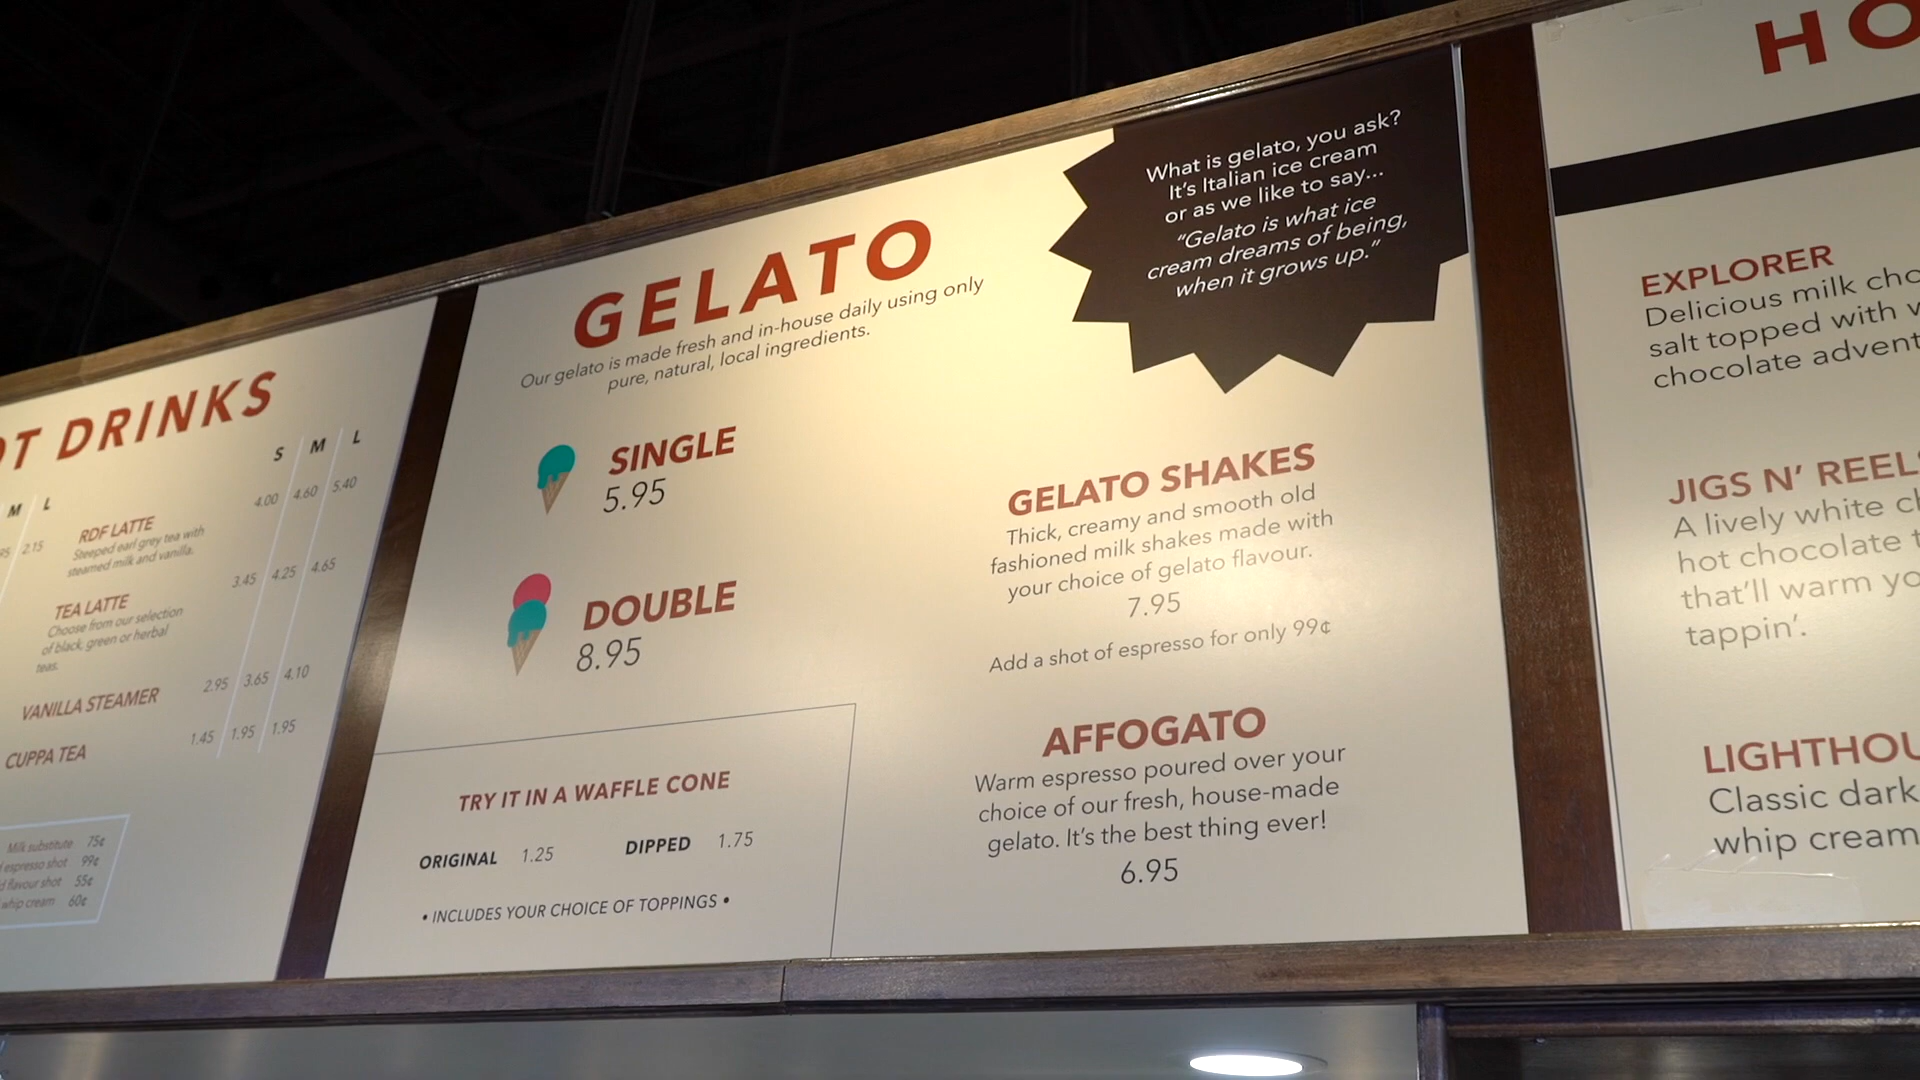 DRINKS
S M L
M L
2.15
RDF LATTE
4.00 4.60 5.40
Steeped earl grey tea with
steamed milk and vanilla.
TEA LATTE
3.45 4.25 4.65
Choose from our selection
of black, green or herbal
teas.
VANILLA STEAMER
2.95 3.65 4.10
CUPPA TEA
1.45 1.95 1.95
Milk substitute 75¢
espresso shot 99¢
flavour shot 55¢
whip cream 60¢
GELATO
Our gelato is made fresh and in-house daily using only
pure, natural, local ingredients.
SINGLE
5.95
DOUBLE
8.95
TRY IT IN A WAFFLE CONE
ORIGINAL 1.25 DIPPED 1.75
• INCLUDES YOUR CHOICE OF TOPPINGS •
What is gelato, you ask?
It's Italian ice cream
or as we like to say...
"Gelato is what ice
cream dreams of being,
when it grows up."
GELATO SHAKES
Thick, creamy and smooth old
fashioned milk shakes made with
your choice of gelato flavour.
7.95
Add a shot of espresso for only 99¢
AFFOGATO
Warm espresso poured over your
choice of our fresh, house-made
gelato. It's the best thing ever!
6.95
HO
EXPLORER
Delicious milk cho
salt topped with
chocolate advent
JIGS N' REELS
A lively white
hot chocolate
that'll warm yo
tappin'.
LIGHTHOU
Classic dark
whip cream